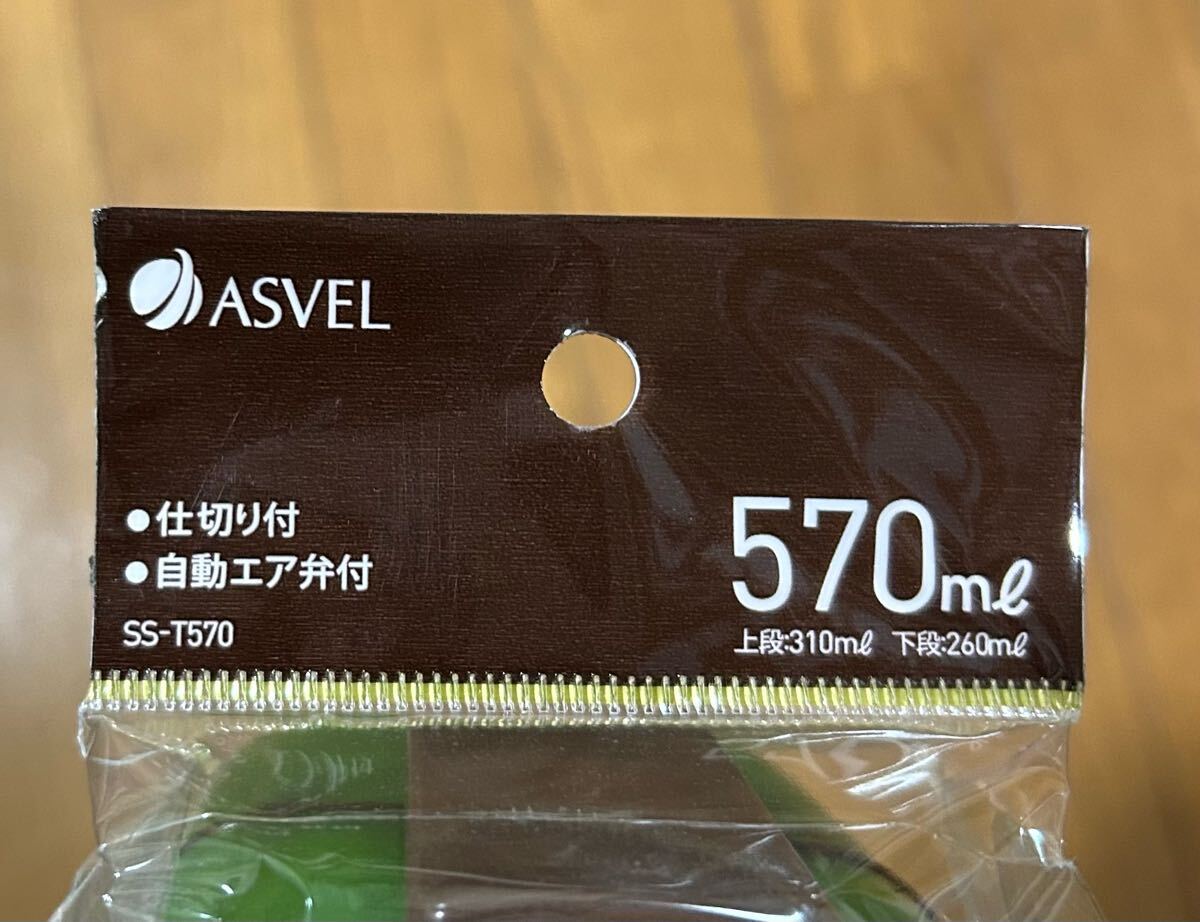 ASVEL
●仕切り付
●自動エア弁付
SS-T570
570mℓ
上段:310mℓ 下段:260mℓ